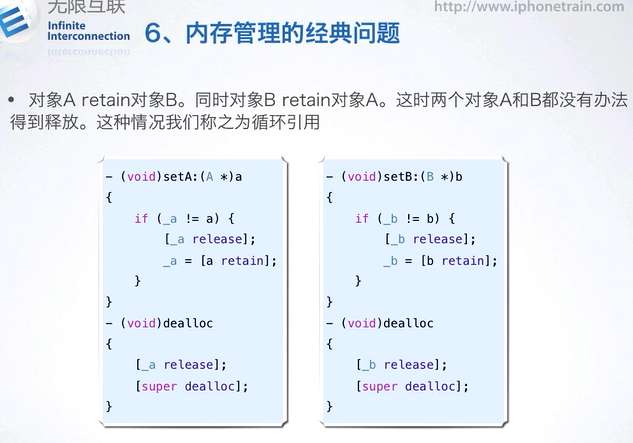 无限互联
Infinite
Interconnection
http://www.iphonetrain.com
6、内存管理的经典问题
• 对象A retain对象B。同时对象B retain对象A。这时两个对象A和B都没有办法
得到释放。这种情况我们称之为循环引用
- (void)setA:(A *)a
{
    if (_a != a) {
        [_a release];
        _a = [a retain];
    }
}
- (void)dealloc
{
    [_a release];
    [super dealloc];
}
- (void)setB:(B *)b
{
    if (_b != b) {
        [_b release];
        _b = [b retain];
    }
}
- (void)dealloc
{
    [_b release];
    [super dealloc];
}